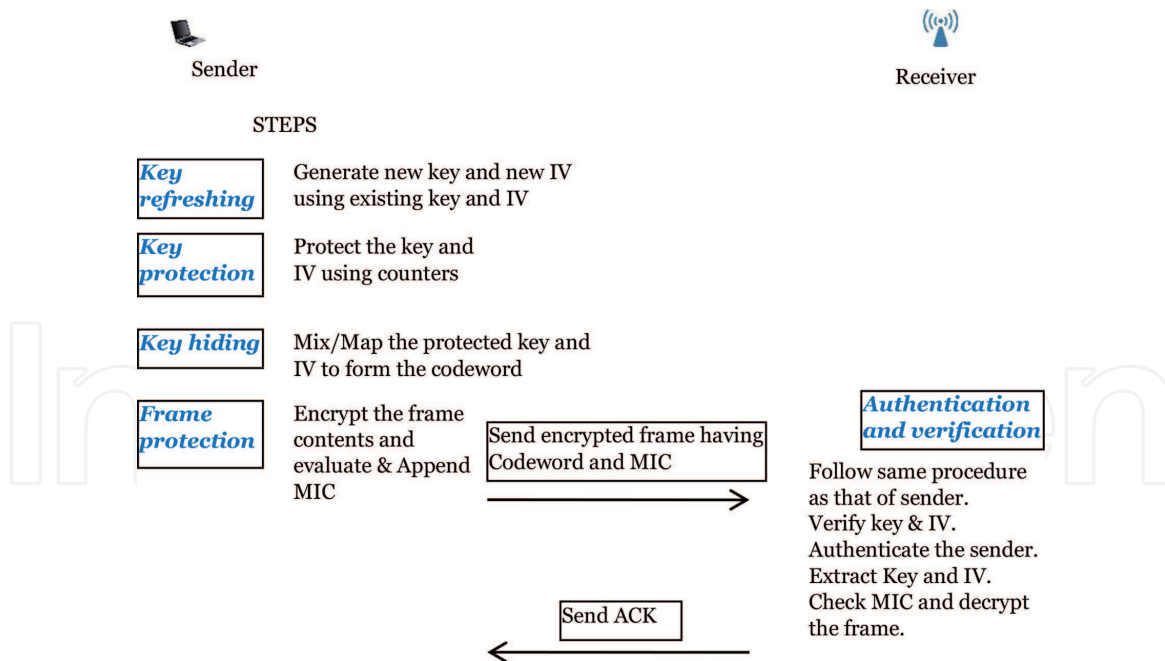 Sender
Receiver
STEPS
Key
refreshing
Generate new key and new IV
using existing key and IV
Key
protection
Protect the key and
IV using counters
Key hiding
Mix/Map the protected key and
IV to form the codeword
Frame
protection
Encrypt the frame
contents and
evaluate & Append
MIC
Send encrypted frame having
Codeword and MIC
Authentication
and verification
Follow same procedure
as that of sender.
Verify key & IV.
Authenticate the sender.
Extract Key and IV.
Check MIC and decrypt
the frame.
Send ACK